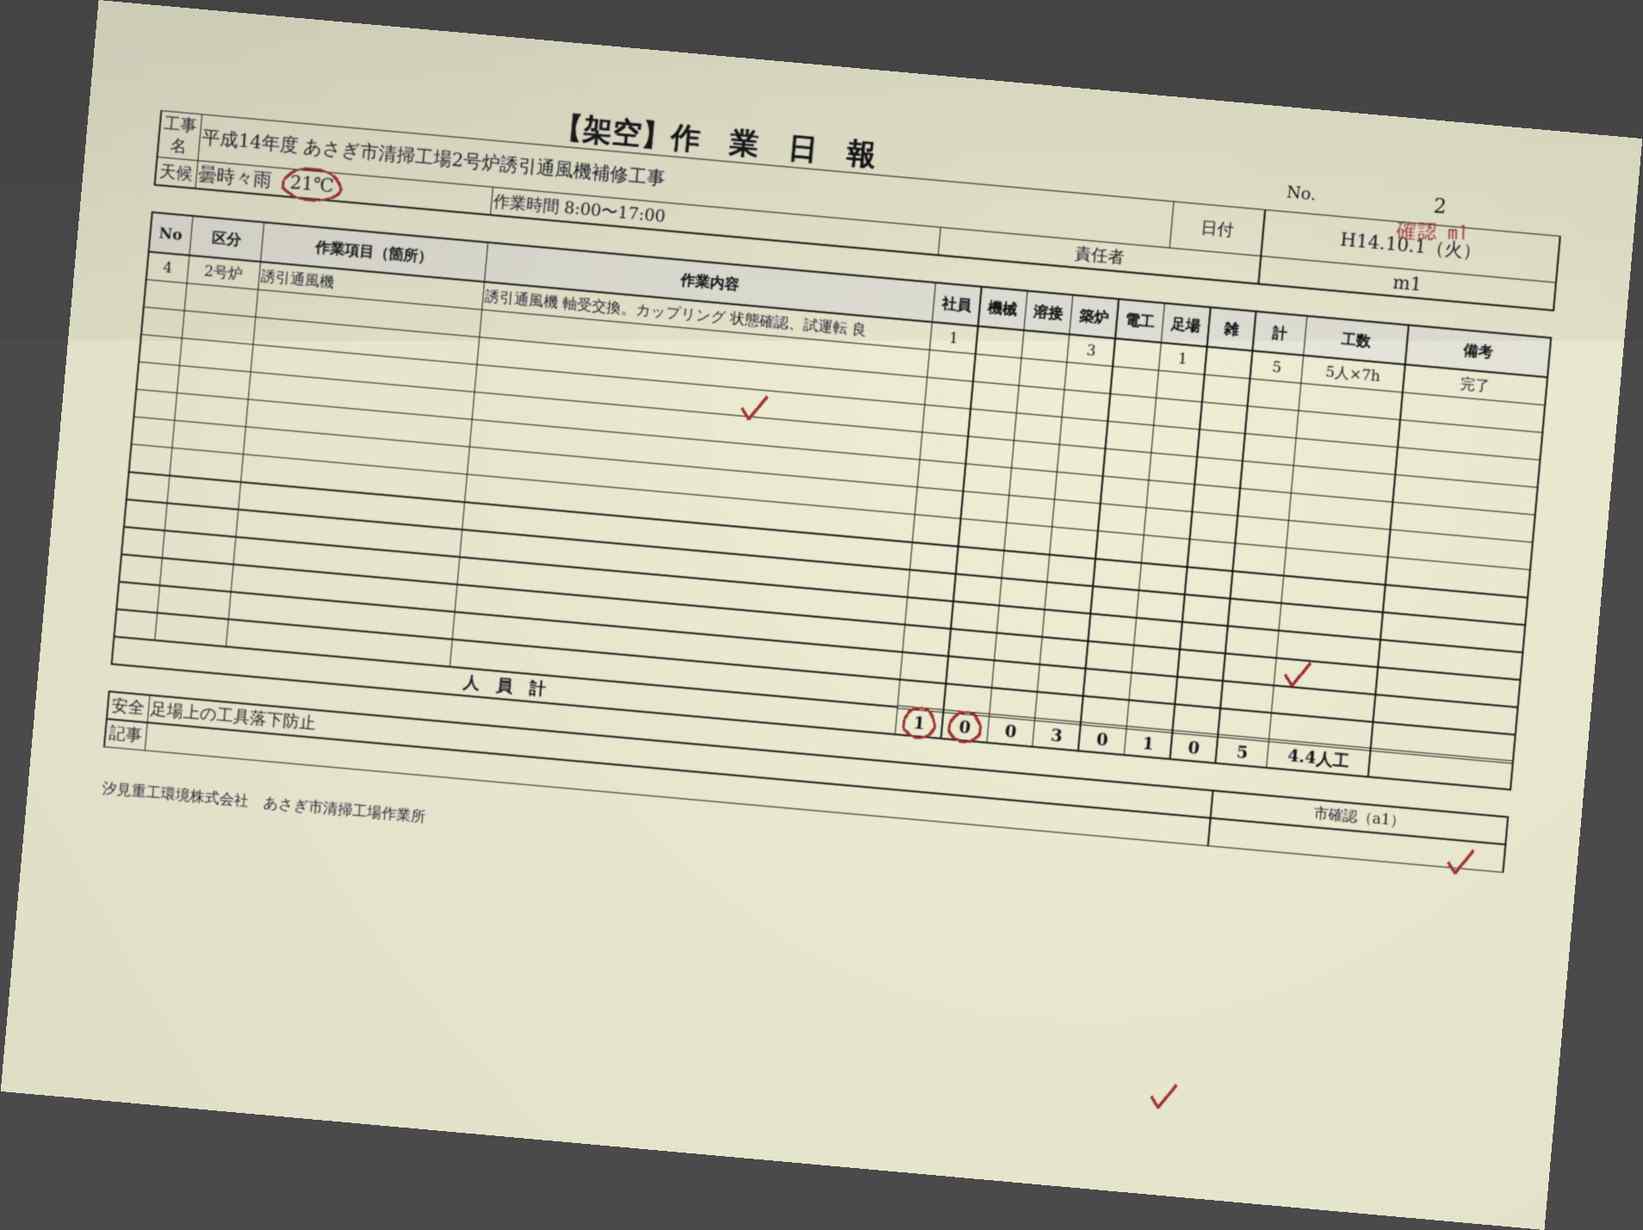 【架空】作 業 日 報
No. 2
工事名 平成14年度 あさぎ市清掃工場2号炉誘引通風機補修工事 日付 H14.10.1（火）
確認 m1
天候 曇時々雨 21℃ 作業時間 8:00〜17:00 責任者 m1
No 区分 作業項目（箇所） 作業内容 社員 機械 溶接 築炉 電工 足場 雑 計 工数 備考
4 2号炉 誘引通風機 誘引通風機 軸受交換。カップリング 状態確認、試運転 良 1 3 1 5 5人×7h 完了
人 員 計 1 0 0 3 0 1 0 5 4.4人工
安全 足場上の工具落下防止 市確認（a1）
記事
汐見重工環境株式会社 あさぎ市清掃工場作業所